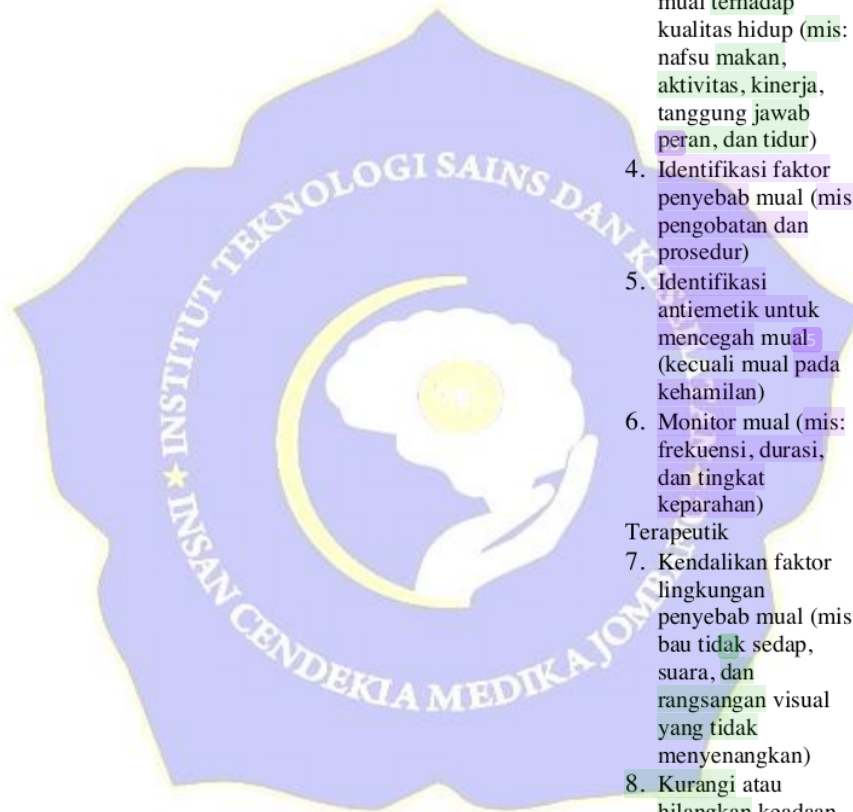 mual terhadap
kualitas hidup (mis:
nafsu makan,
aktivitas, kinerja,
tanggung jawab
peran, dan tidur)
4. Identifikasi faktor
penyebab mual (mis
pengobatan dan
prosedur)
5. Identifikasi
antiemetik untuk
mencegah mual
(kecuali mual pada
kehamilan)
6. Monitor mual (mis:
frekuensi, durasi,
dan tingkat
keparahan)
Terapeutik
7. Kendalikan faktor
lingkungan
penyebab mual (mis
bau tidak sedap,
suara, dan
rangsangan visual
yang tidak
menyenangkan)
8. Kurangi atau
hilangkan keadaan
INSTITUT TEKNOLOGI SAINS DAN KESEHATAN
INSAN CENDEKIA MEDIKA JOMBANG